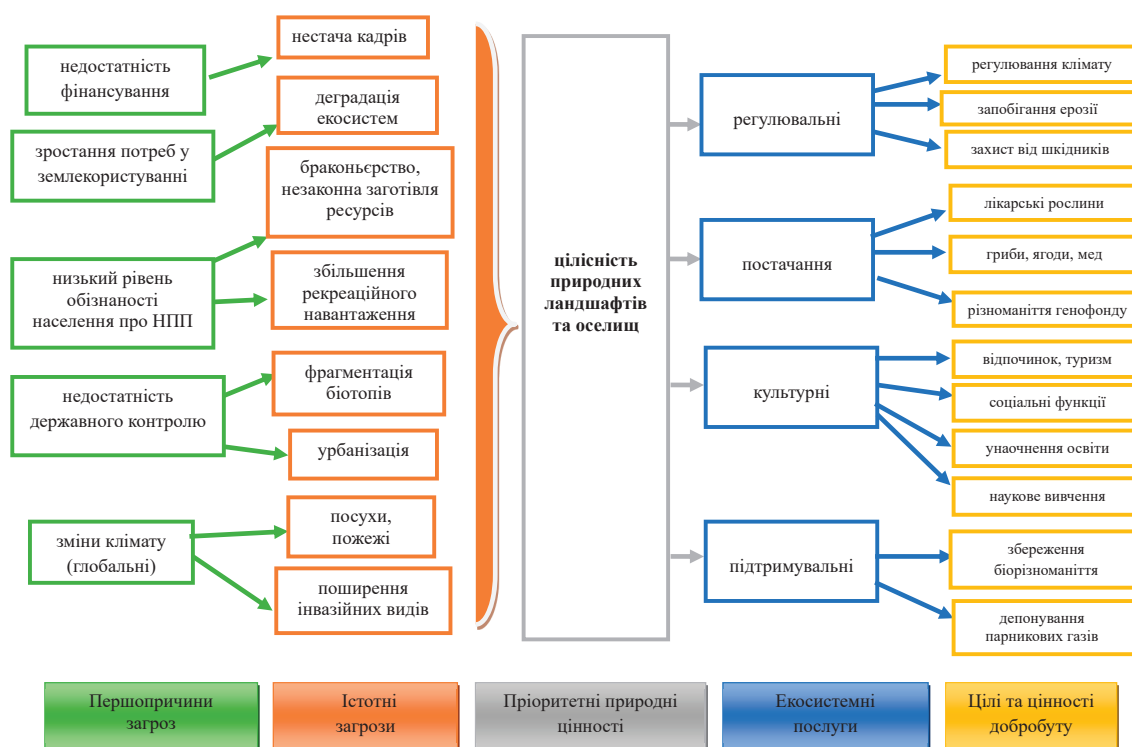 недостатність
фінансування
зростання потреб у
землекористуванні
низький рівень
обізнаності
населення про НПП
недостатність
державного контролю
зміни клімату
(глобальні)
нестача кадрів
деградація
екосистем
браконьєрство,
незаконна заготівля
ресурсів
збільшення
рекреаційного
навантаження
фрагментація
біотопів
урбанізація
посухи,
пожежі
поширення
інвазійних видів
цілісність
природних
ландшафтів
та оселищ
регулювальні
постачання
культурні
підтримувальні
регулювання клімату
запобігання ерозії
захист від шкідників
лікарські рослини
гриби, ягоди, мед
різноманіття генофонду
відпочинок, туризм
соціальні функції
унаочнення освіти
наукове вивчення
збереження
біорізноманіття
депонування
парникових газів
Першопричини
загроз
Істотні
загрози
Пріоритетні природні
цінності
Екосистемні
послуги
Цілі та цінності
добробуту